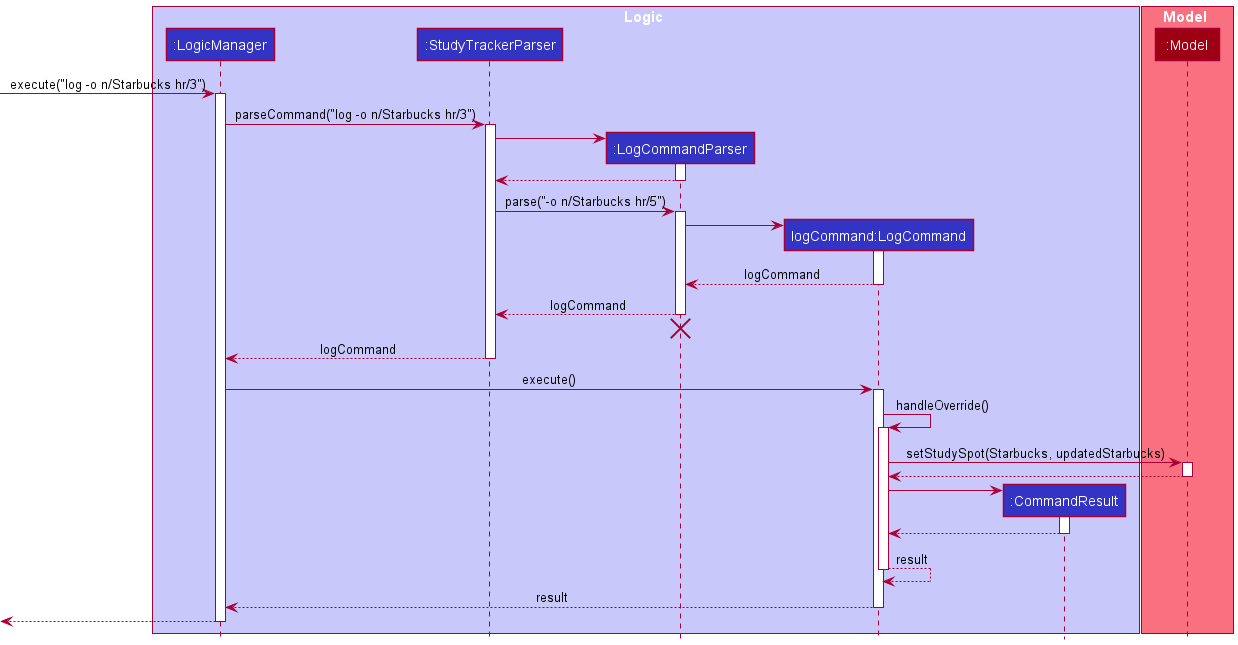 Logic
Model
:LogicManager
:StudyTrackerParser
:Model
execute("log -o n/Starbucks hr/3")
parseCommand("log -o n/Starbucks hr/3")
:LogCommandParser
parse("-o n/Starbucks hr/5")
logCommand:LogCommand
logCommand
logCommand
logCommand
execute()
handleOverride()
setStudySpot(Starbucks, updatedStarbucks)
:CommandResult
result
result